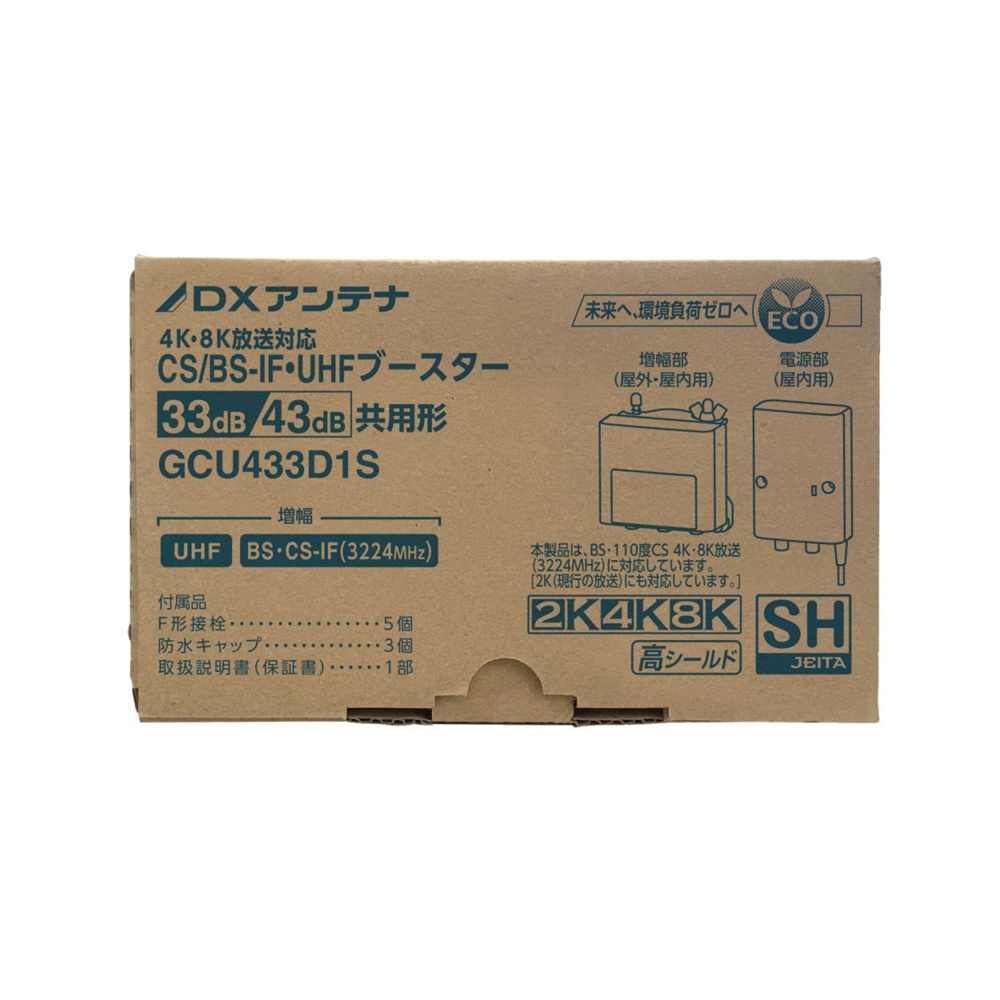 DXアンテナ
4K・8K放送対応
CS/BS-IF・UHFブースター
33dB/43dB 共用形
GCU433D1S
増幅
UHF BS・CS-IF(3224MHz)
付属品
F形接栓・・・・・・・・・・・・・・・・・5個
防水キャップ・・・・・・・・・・・・・3個
取扱説明書(保証書)・・・・・・1部
未来へ、環境負荷ゼロへ
ECO
増幅部
(屋外・屋内用)
電源部
(屋内用)
本製品は、BS・110度CS 4K・8K放送
(3224MHz)に対応しています。
[2K(現行の放送)にも対応しています。]
2K4K8K
高シールド
SH
JEITA